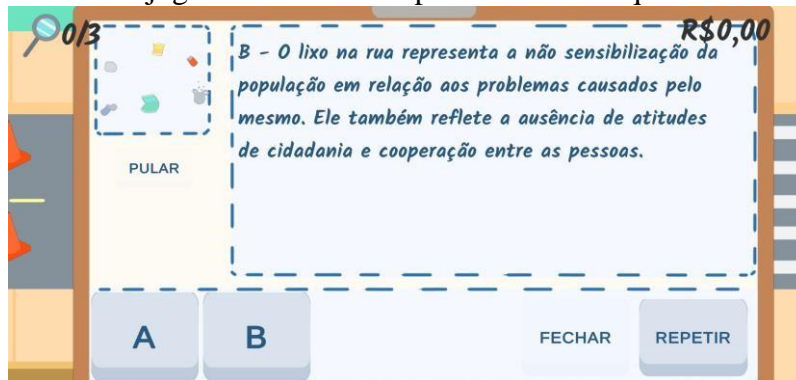 0/3
R$0,00
B - O lixo na rua representa a não sensibilização da
população em relação aos problemas causados pelo
mesmo. Ele também reflete a ausência de atitudes
de cidadania e cooperação entre as pessoas.
PULAR
A
B
FECHAR
REPETIR